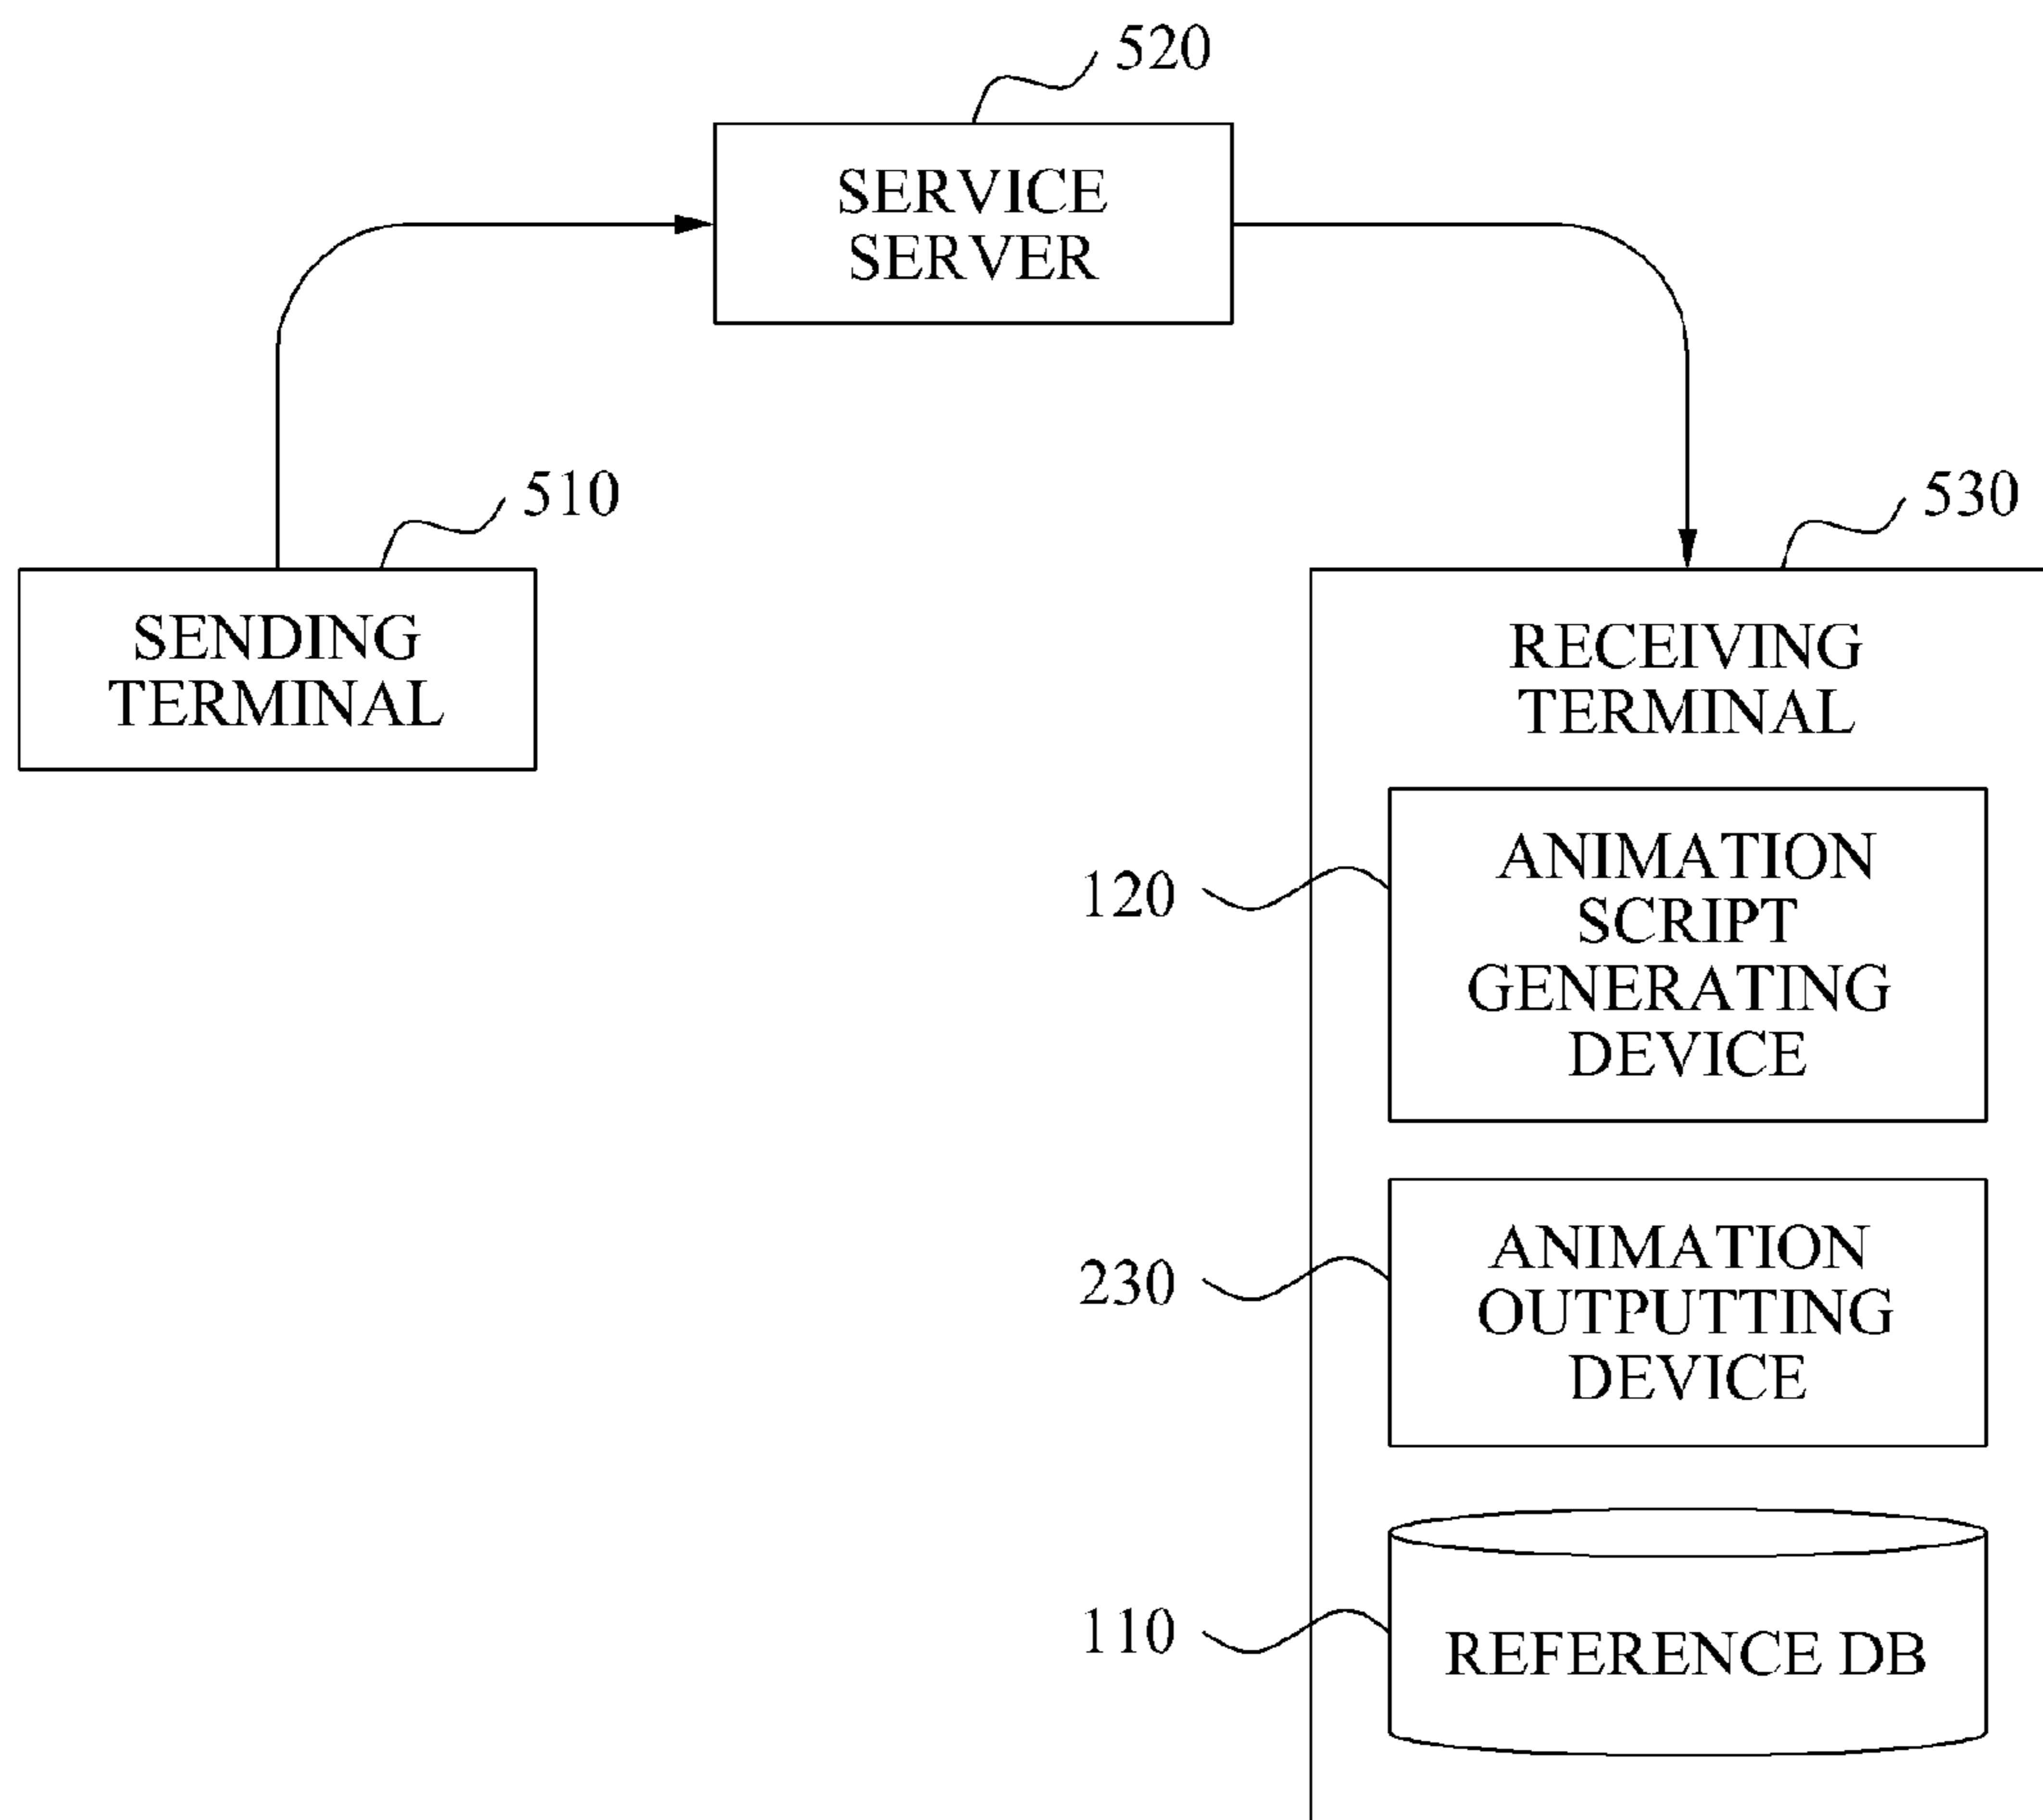 520
SERVICE
SERVER
510
SENDING
TERMINAL
530
RECEIVING
TERMINAL
120
ANIMATION
SCRIPT
GENERATING
DEVICE
230
ANIMATION
OUTPUTTING
DEVICE
110
REFERENCE DB